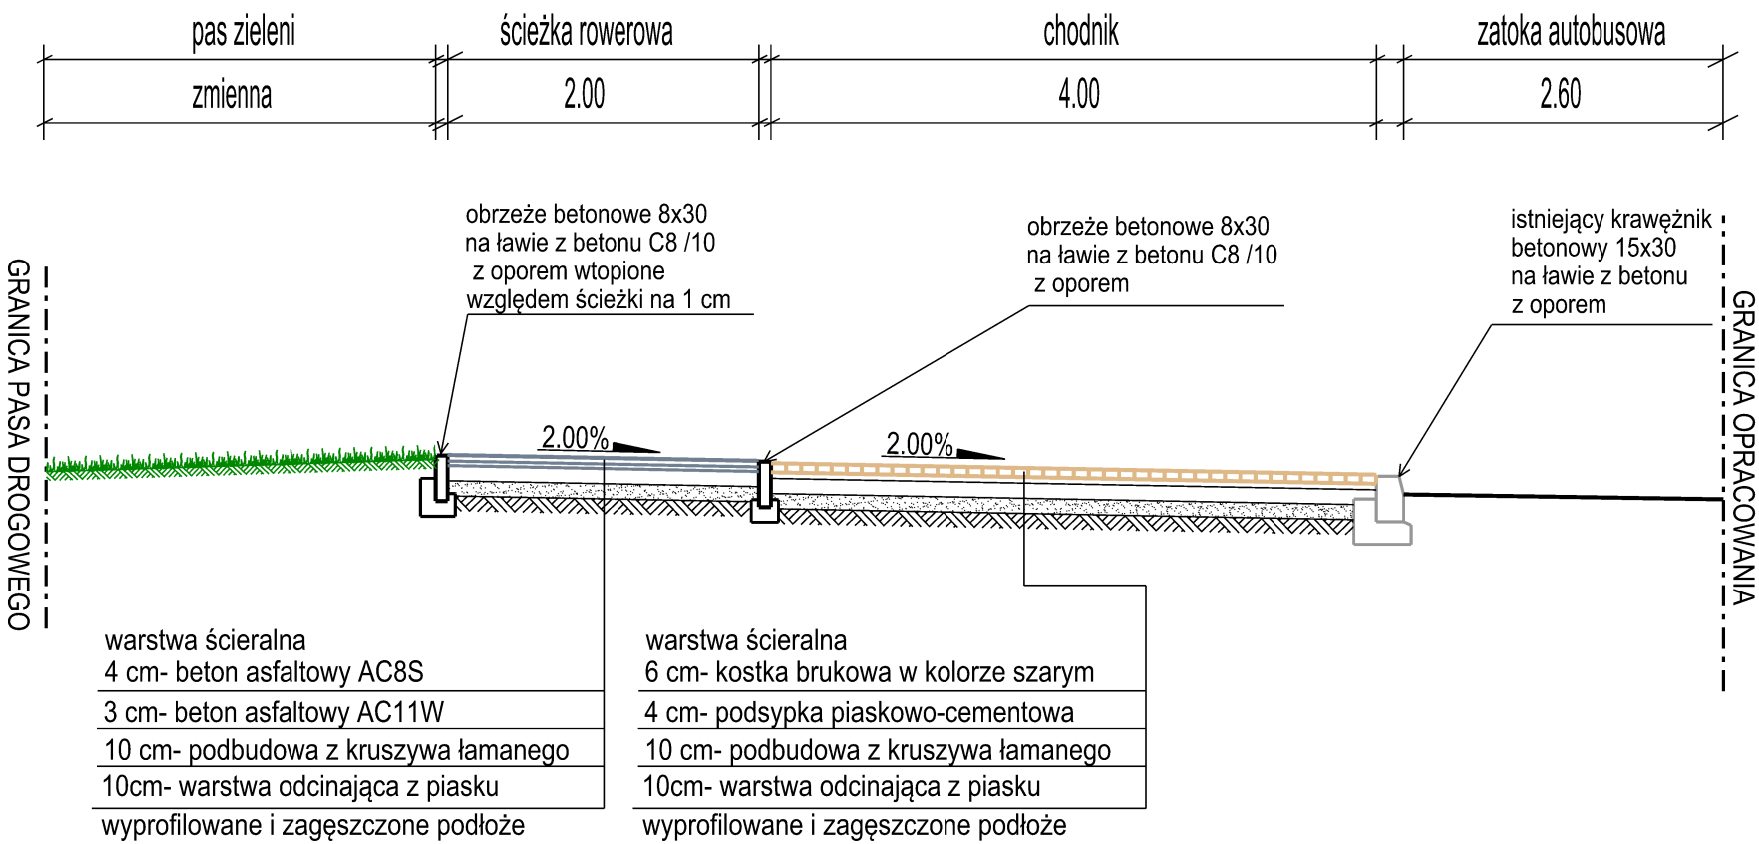 pas zieleni
ścieżka rowerowa
chodnik
zatoka autobusowa
zmienna
2.00
4.00
2.60
obrzeże betonowe 8x30
na ławie z betonu C8 /10
z oporem wtopione
względem ścieżki na 1 cm
obrzeże betonowe 8x30
na ławie z betonu C8 /10
z oporem
istniejący krawężnik
betonowy 15x30
na ławie z betonu
z oporem
GRANICA PASA DROGOWEGO
GRANICA OPRACOWANIA
2.00%
2.00%
warstwa ścieralna
4 cm- beton asfaltowy AC8S
3 cm- beton asfaltowy AC11W
10 cm- podbudowa z kruszywa łamanego
10cm- warstwa odcinająca z piasku
wyprofilowane i zagęszczone podłoże
warstwa ścieralna
6 cm- kostka brukowa w kolorze szarym
4 cm- podsypka piaskowo-cementowa
10 cm- podbudowa z kruszywa łamanego
10cm- warstwa odcinająca z piasku
wyprofilowane i zagęszczone podłoże